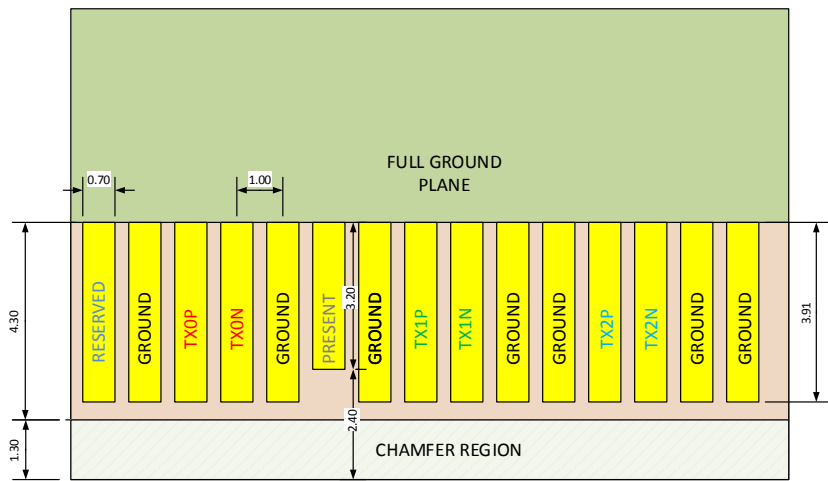 FULL GROUND
PLANE
0.70
1.00
4.30
3.20
3.91
RESERVED
GROUND
TX0P
TX0N
GROUND
PRESENT
GROUND
TX1P
TX1N
GROUND
GROUND
TX2P
TX2N
GROUND
GROUND
2.40
1.30
CHAMFER REGION